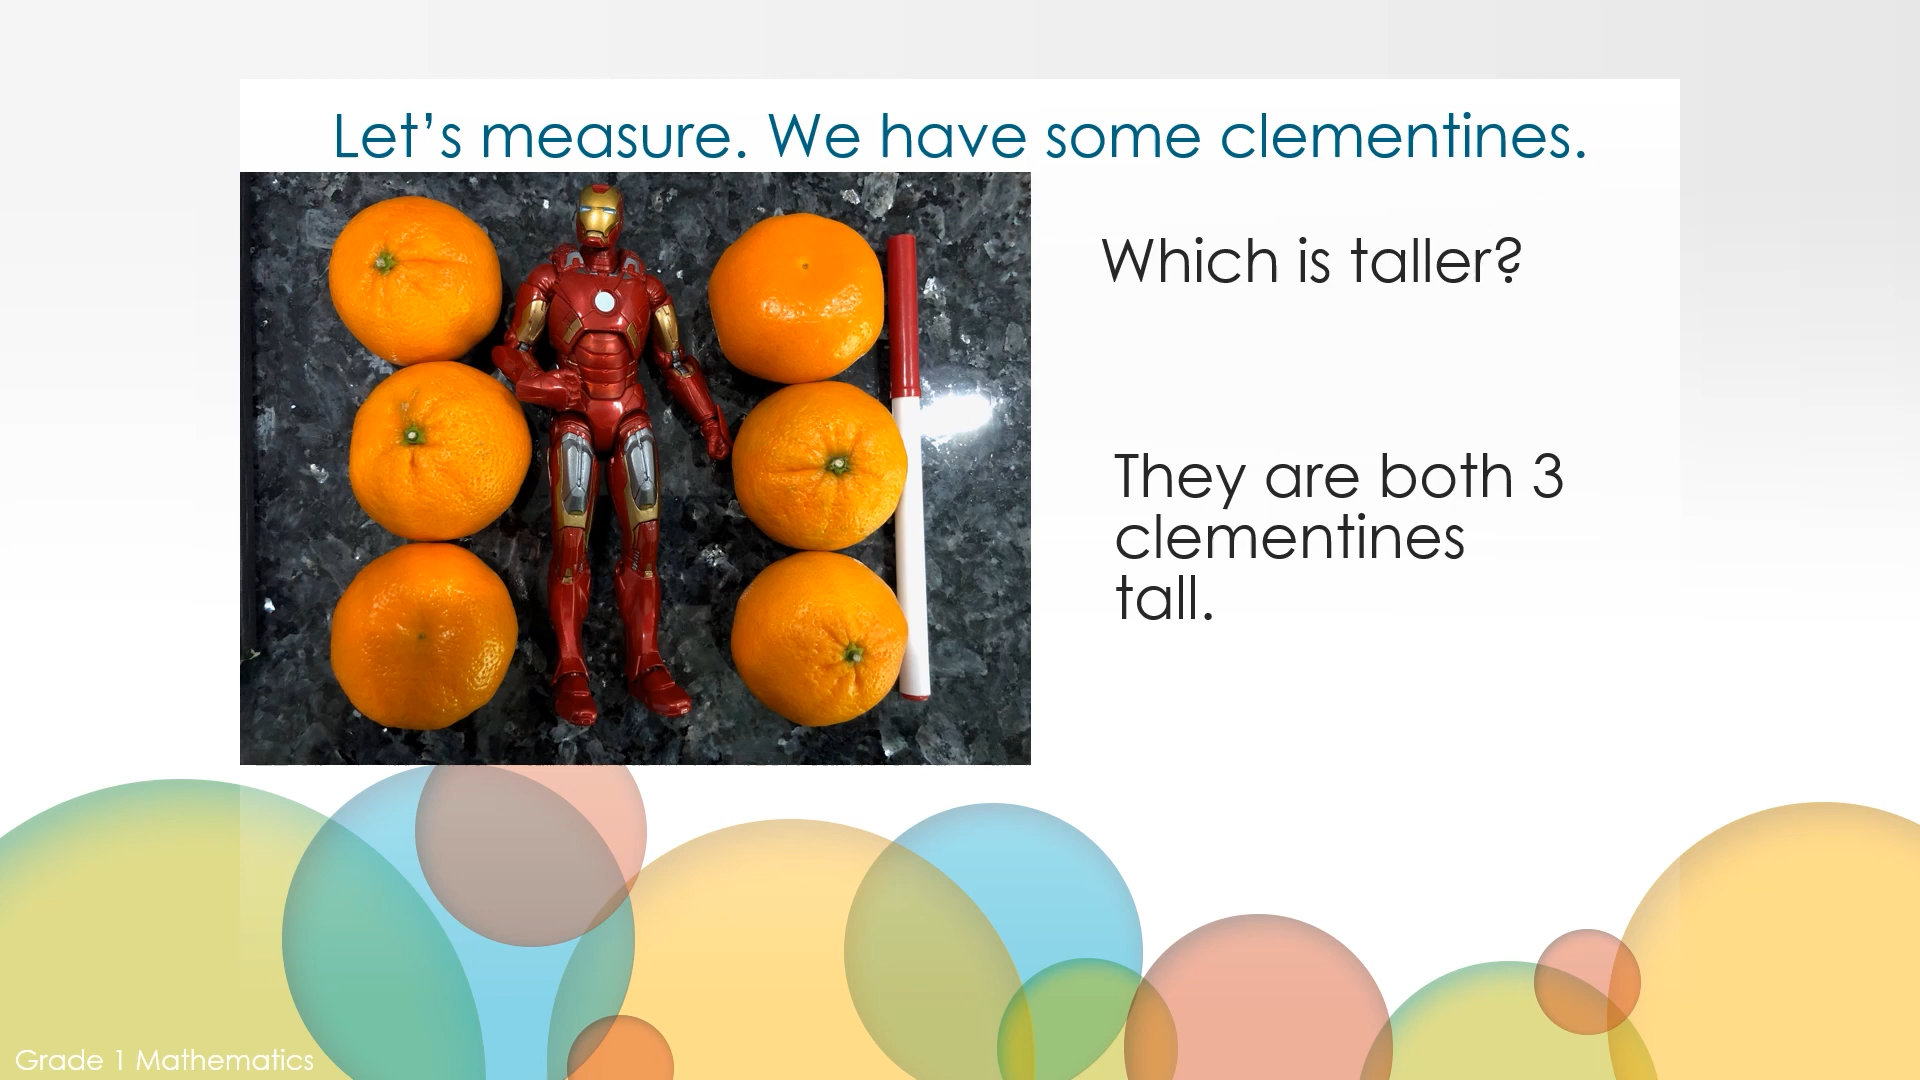 Let's measure. We have some clementines.
Which is taller?
They are both 3
clementines
tall.
Grade 1 Mathematics